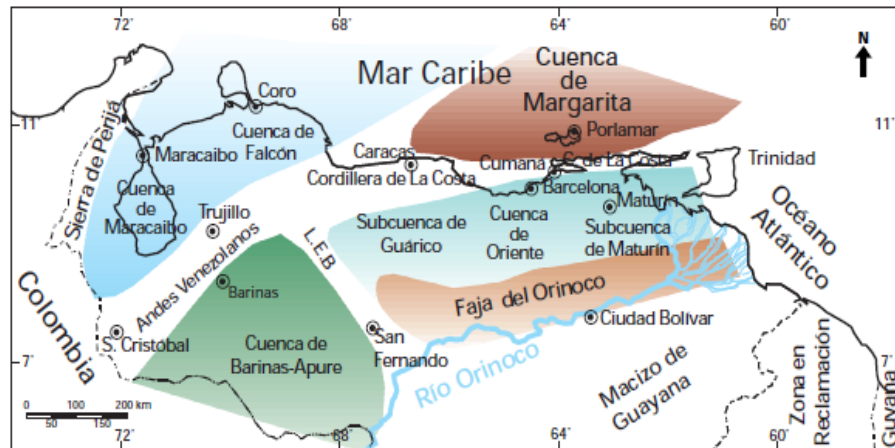 72°
68°
64°
60°
N
Mar Caribe
Cuenca
de
Margarita
Coro
11°
11°
Sierra de Perijá
Maracaibo
Cuenca de
Falcón
Porlamar
Caracas
Cordillera de La Costa
Cumaná
C. de La Costa
Trinidad
Cuenca
de
Maracaibo
Trujillo
Barcelona
Maturín
Subcuenca de
Guárico
Cuenca
de
Oriente
Subcuenca
de Maturín
Océano
Atlántico
L.E.B
Andes Venezolanos
Barinas
Faja del Orinoco
Colombia
S. Cristóbal
Cuenca de
Barinas-Apure
San
Fernando
Ciudad Bolívar
7°
7°
Río Orinoco
Macizo de
Guayana
Zona en
Reclamación
Guyana
0 100 200 km
50 150
72°
68°
64°
60°